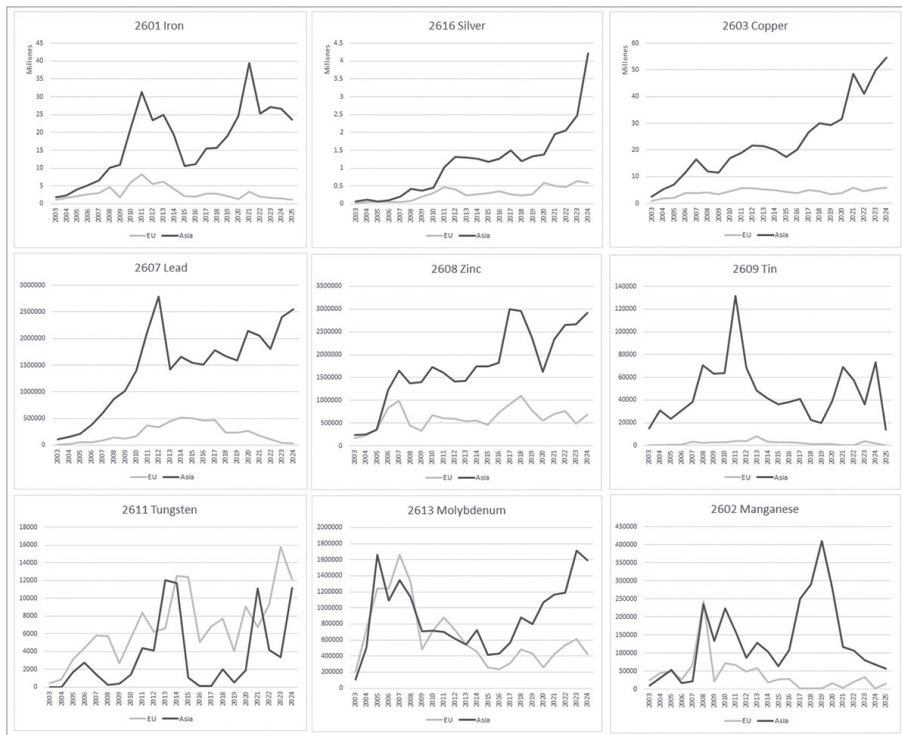 2601 Iron
Millones
45
40
35
30
25
20
15
10
5
0
2003 2004 2005 2006 2007 2008 2009 2010 2011 2012 2013 2014 2015 2016 2017 2018 2019 2020 2021 2022 2023 2024 2025
EU Asia
2616 Silver
Millones
4.5
4
3.5
3
2.5
2
1.5
1
0.5
0
2003 2004 2005 2006 2007 2008 2009 2010 2011 2012 2013 2014 2015 2016 2017 2018 2019 2020 2021 2022 2023 2024
EU Asia
2603 Copper
Millones
60
50
40
30
20
10
0
2003 2004 2005 2006 2007 2008 2009 2010 2011 2012 2013 2014 2015 2016 2017 2018 2019 2020 2021 2022 2023 2024
EU Asia
2607 Lead
3000000
2500000
2000000
1500000
1000000
500000
0
2003 2004 2005 2006 2007 2008 2009 2010 2011 2012 2013 2014 2015 2016 2017 2018 2019 2020 2021 2022 2023 2024
EU Asia
2608 Zinc
3500000
3000000
2500000
2000000
1500000
1000000
500000
0
2003 2004 2005 2006 2007 2008 2009 2010 2011 2012 2013 2014 2015 2016 2017 2018 2019 2020 2021 2022 2023 2024
EU Asia
2609 Tin
140000
120000
100000
80000
60000
40000
20000
0
2003 2004 2005 2006 2007 2008 2009 2010 2011 2012 2013 2014 2015 2016 2017 2018 2019 2020 2021 2022 2023 2024 2025
EU Asia
2611 Tungsten
18000
16000
14000
12000
10000
8000
6000
4000
2000
0
2003 2004 2005 2006 2007 2008 2009 2010 2011 2012 2013 2014 2015 2016 2017 2018 2019 2020 2021 2022 2023 2024
EU Asia
2613 Molybdenum
2000000
1800000
1600000
1400000
1200000
1000000
800000
600000
400000
200000
0
2003 2004 2005 2006 2007 2008 2009 2010 2011 2012 2013 2014 2015 2016 2017 2018 2019 2020 2021 2022 2023 2024
EU Asia
2602 Manganese
450000
400000
350000
300000
250000
200000
150000
100000
50000
0
2003 2004 2005 2006 2007 2008 2009 2010 2011 2012 2013 2014 2015 2016 2017 2018 2019 2020 2021 2022 2023 2024 2025
EU Asia